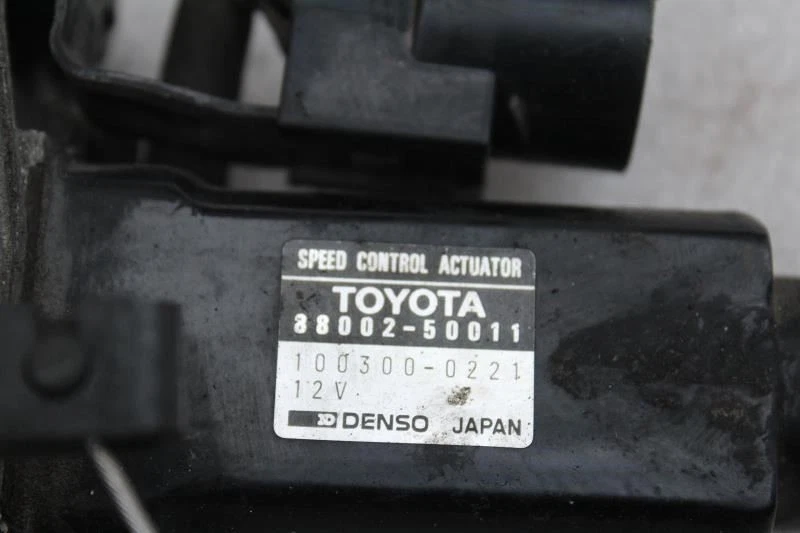 SPEED CONTROL ACTUATOR
TOYOTA
88002-50011
100300-0221
12V
DENSO JAPAN